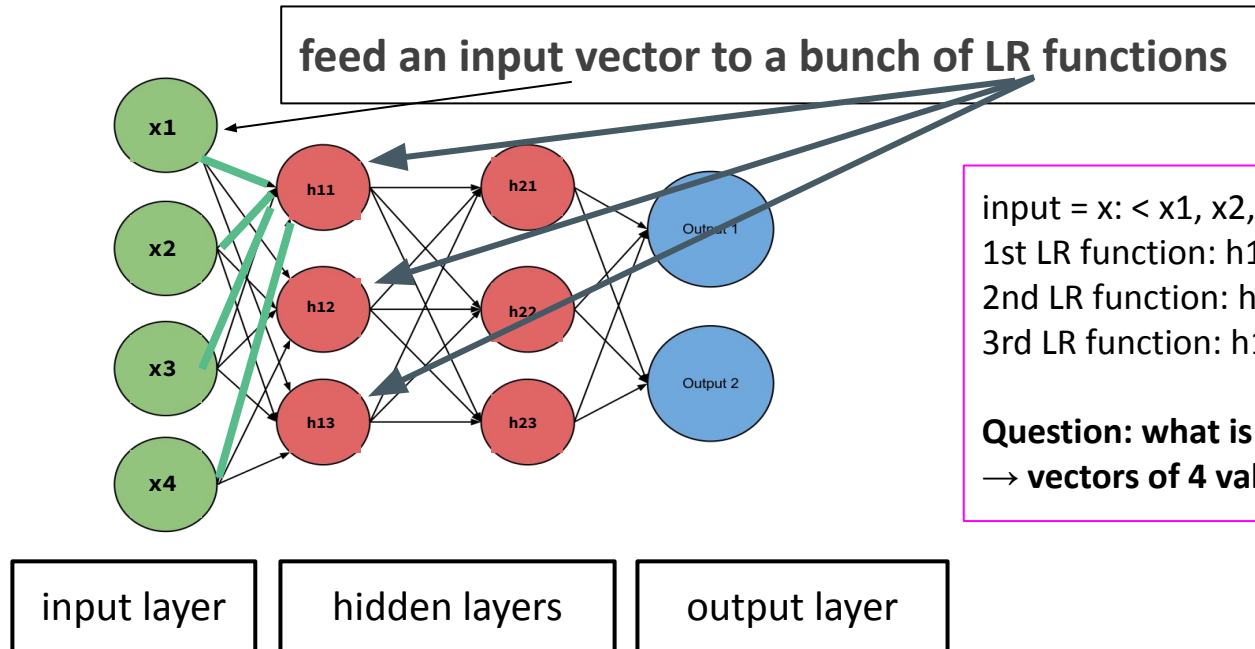 feed an input vector to a bunch of LR functions
x1
x2
x3
x4
h11
h12
h13
h21
h22
h23
Output 1
Output 2
input = x: < x1, x2,
1st LR function: h1
2nd LR function: h
3rd LR function: h1
Question: what is
→ vectors of 4 val
input layer
hidden layers
output layer